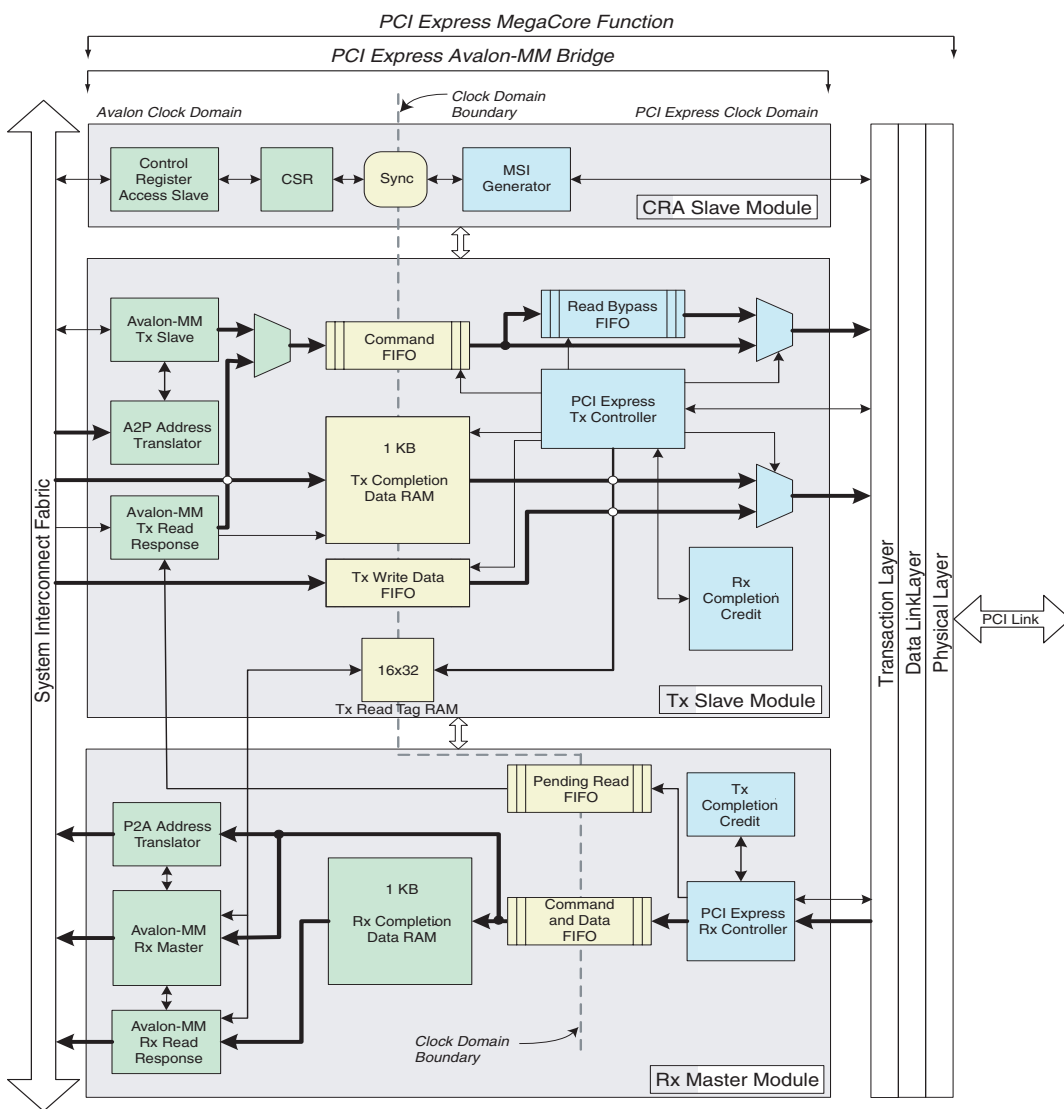 PCI Express MegaCore Function
PCI Express Avalon-MM Bridge
Avalon Clock Domain
Clock Domain
Boundary
PCI Express Clock Domain
Control
Register
Access Slave
CSR
Sync
MSI
Generator
CRA Slave Module
Avalon-MM
Tx Slave
Command
FIFO
Read Bypass
FIFO
A2P Address
Translator
PCI Express
Tx Controller
1 KB
Tx Completion
Data RAM
Avalon-MM
Tx Read
Response
Tx Write Data
FIFO
Rx
Completion
Credit
16x32
Tx Read Tag RAM
Tx Slave Module
System Interconnect Fabric
Transaction Layer
Data LinkLayer
Physical Layer
PCI Link
Pending Read
FIFO
Tx
Completion
Credit
P2A Address
Translator
1 KB
Rx Completion
Data RAM
Command
and Data
FIFO
PCI Express
Rx Controller
Avalon-MM
Rx Master
Avalon-MM
Rx Read
Response
Clock Domain
Boundary
Rx Master Module